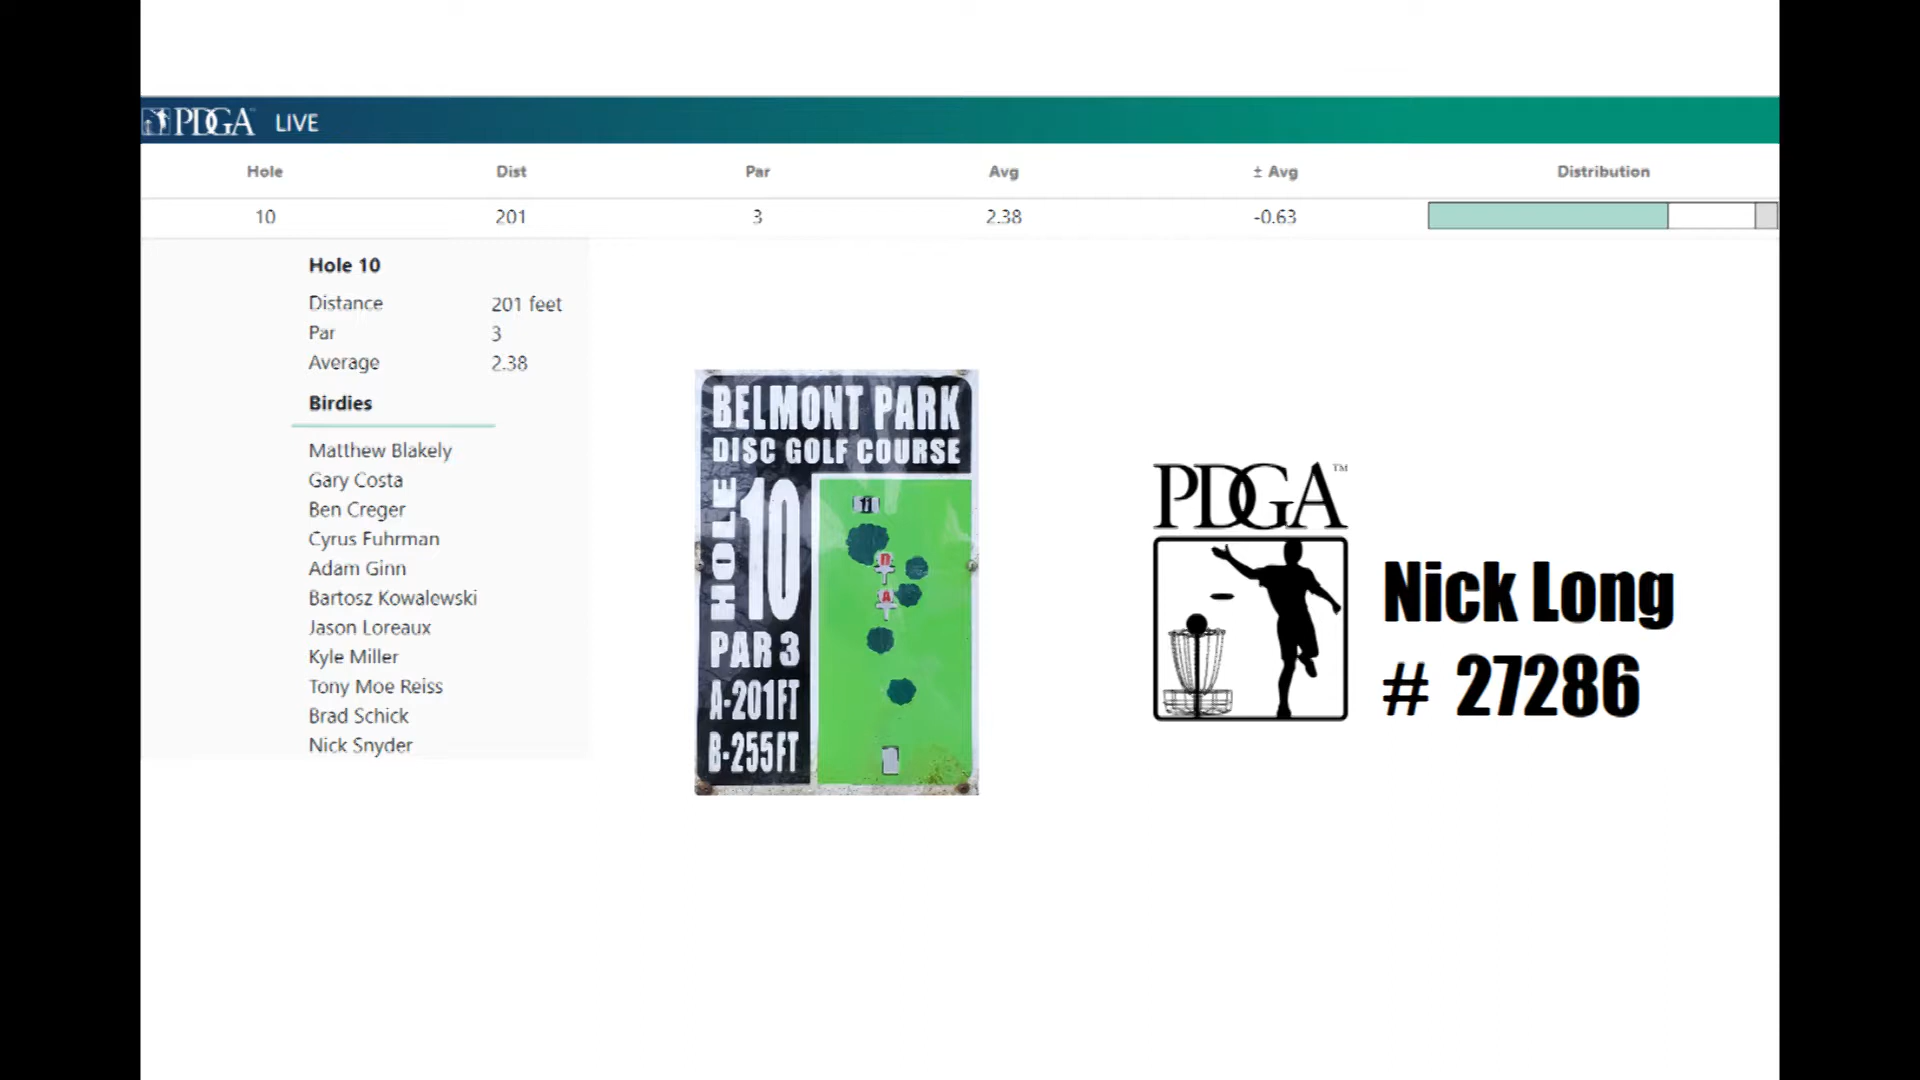 PDGA LIVE
Hole Dist Par Avg ± Avg Distribution
10 201 3 2.38 -0.63
Hole 10
Distance 201 feet
Par 3
Average 2.38
Birdies
Matthew Blakely
Gary Costa
Ben Creger
Cyrus Fuhrman
Adam Ginn
Bartosz Kowalewski
Jason Loreaux
Kyle Miller
Tony Moe Reiss
Brad Schick
Nick Snyder
BELMONT PARK
DISC GOLF COURSE
HOLE 10
PAR 3
A-201FT
B-255FT
11
A
PDGA™
Nick Long
# 27286